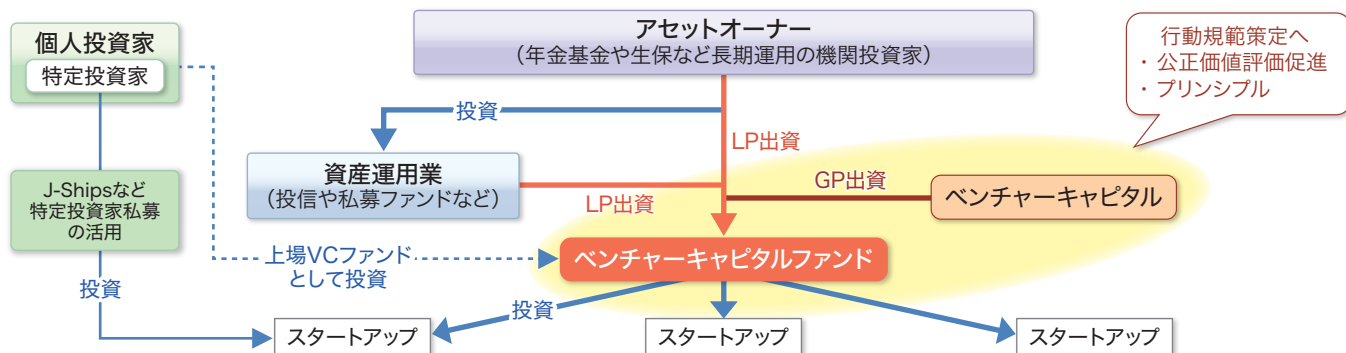 個人投資家
特定投資家
アセットオーナー
（年金基金や生保など長期運用の機関投資家）
行動規範策定へ
・公正価値評価促進
・プリンシプル
投資
LP出資
資産運用業
（投信や私募ファンドなど）
LP出資
GP出資
ベンチャーキャピタル
J-Shipsなど
特定投資家私募
の活用
上場VCファンド
として投資
ベンチャーキャピタルファンド
投資
投資
スタートアップ
スタートアップ
スタートアップ